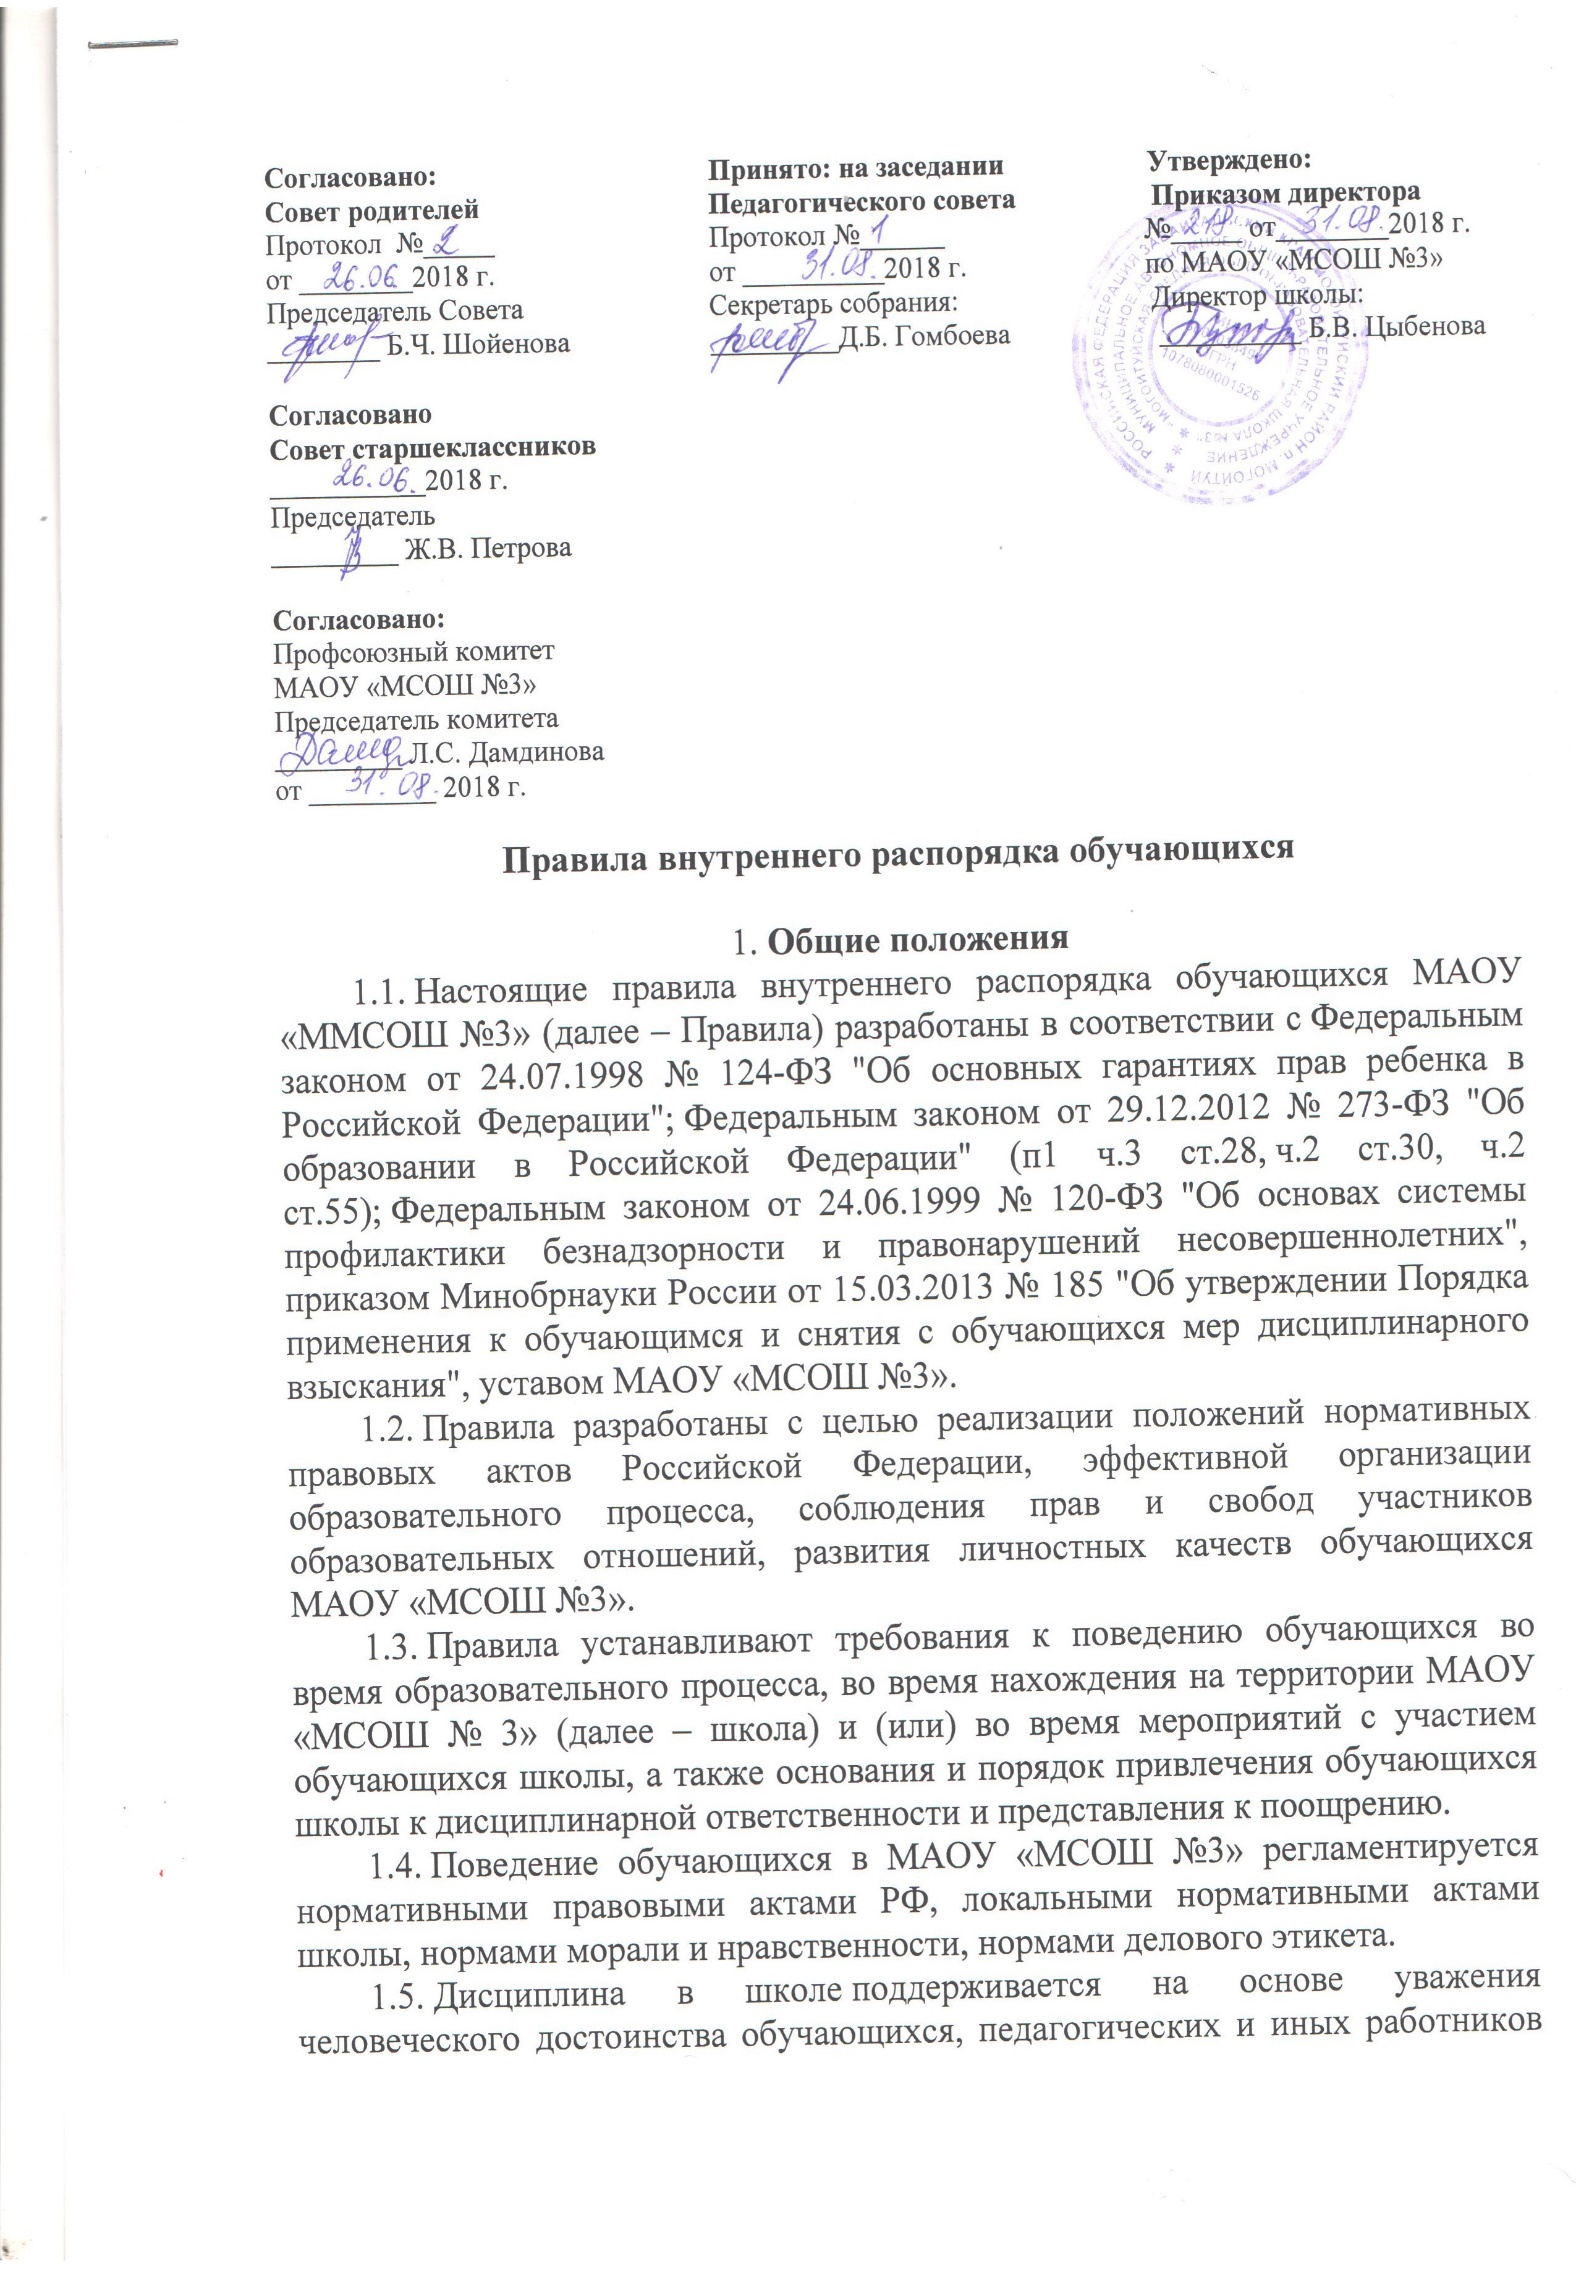 Согласовано:
Совет родителей
Протокол №2
от 26.06. 2018 г.
Председатель Совета
Б.Ч. Шойенова
Принято: на заседании
Педагогического совета
Протокол № 1
от 31.08. 2018 г.
Секретарь собрания:
Д.Б. Гомбоева
Утверждено:
Приказом директора
№ 218 от 31.08. 2018 г.
по МАОУ «МСОШ №3»
Директор школы:
Б.В. Цыбенова
1078080001526
Согласовано
Совет старшеклассников
26.06. 2018 г.
Председатель
Ж.В. Петрова
Согласовано:
Профсоюзный комитет
МАОУ «МСОШ №3»
Председатель комитета
Л.С. Дамдинова
от 31.08. 2018 г.
Правила внутреннего распорядка обучающихся
1. Общие положения
1.1. Настоящие правила внутреннего распорядка обучающихся МАОУ
«ММСОШ №3» (далее – Правила) разработаны в соответствии с Федеральным
законом от 24.07.1998 № 124-ФЗ "Об основных гарантиях прав ребенка в
Российской Федерации"; Федеральным законом от 29.12.2012 № 273-ФЗ "Об
образовании в Российской Федерации" (п1 ч.3 ст.28, ч.2 ст.30, ч.2
ст.55); Федеральным законом от 24.06.1999 № 120-ФЗ "Об основах системы
профилактики безнадзорности и правонарушений несовершеннолетних",
приказом Минобрнауки России от 15.03.2013 № 185 "Об утверждении Порядка
применения к обучающимся и снятия с обучающихся мер дисциплинарного
взыскания", уставом МАОУ «МСОШ №3».
1.2. Правила разработаны с целью реализации положений нормативных
правовых актов Российской Федерации, эффективной организации
образовательного процесса, соблюдения прав и свобод участников
образовательных отношений, развития личностных качеств обучающихся
МАОУ «МСОШ №3».
1.3. Правила устанавливают требования к поведению обучающихся во
время образовательного процесса, во время нахождения на территории МАОУ
«МСОШ № 3» (далее – школа) и (или) во время мероприятий с участием
обучающихся школы, а также основания и порядок привлечения обучающихся
школы к дисциплинарной ответственности и представления к поощрению.
1.4. Поведение обучающихся в МАОУ «МСОШ №3» регламентируется
нормативными правовыми актами РФ, локальными нормативными актами
школы, нормами морали и нравственности, нормами делового этикета.
1.5. Дисциплина в школе поддерживается на основе уважения
человеческого достоинства обучающихся, педагогических и иных работников